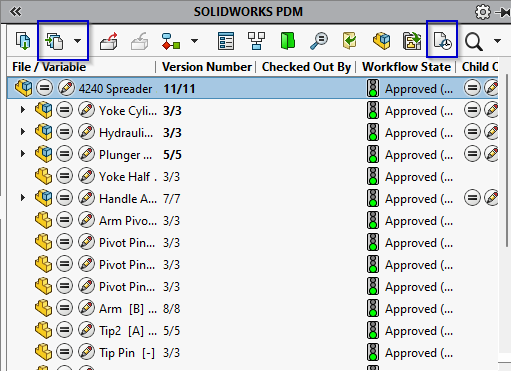 SOLIDWORKS PDM
File / Variable Version Number Checked Out By Workflow State Child C
4240 Spreader 11/11 Approved (...
Yoke Cyli... 3/3 Approved (...
Hydrauli... 3/3 Approved (...
Plunger ... 5/5 Approved (...
Yoke Half . 3/3 Approved (...
Handle A... 7/7 Approved (...
Arm Pivo... 3/3 Approved (...
Pivot Pin... 3/3 Approved (...
Pivot Pin... 3/3 Approved (...
Pivot Pin... 3/3 Approved (...
Arm [B] 8/8 Approved (...
Tip2 [A] 5/5 Approved (...
Tip Pin [-] 3/3 Approved (...